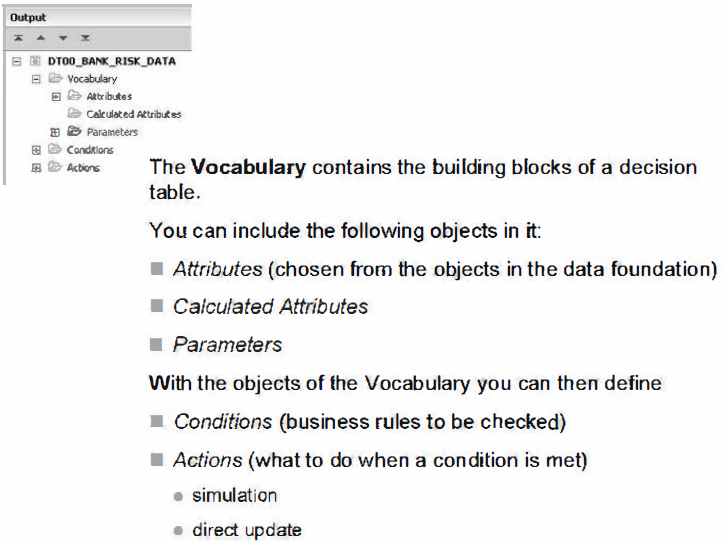 Output
DT00_BANK_RISK_DATA
Vocabulary
Attributes
Calculated Attributes
Parameters
Conditions
Actions
The Vocabulary contains the building blocks of a decision
table.
You can include the following objects in it:
Attributes (chosen from the objects in the data foundation)
Calculated Attributes
Parameters
With the objects of the Vocabulary you can then define
Conditions (business rules to be checked)
Actions (what to do when a condition is met)
simulation
direct update